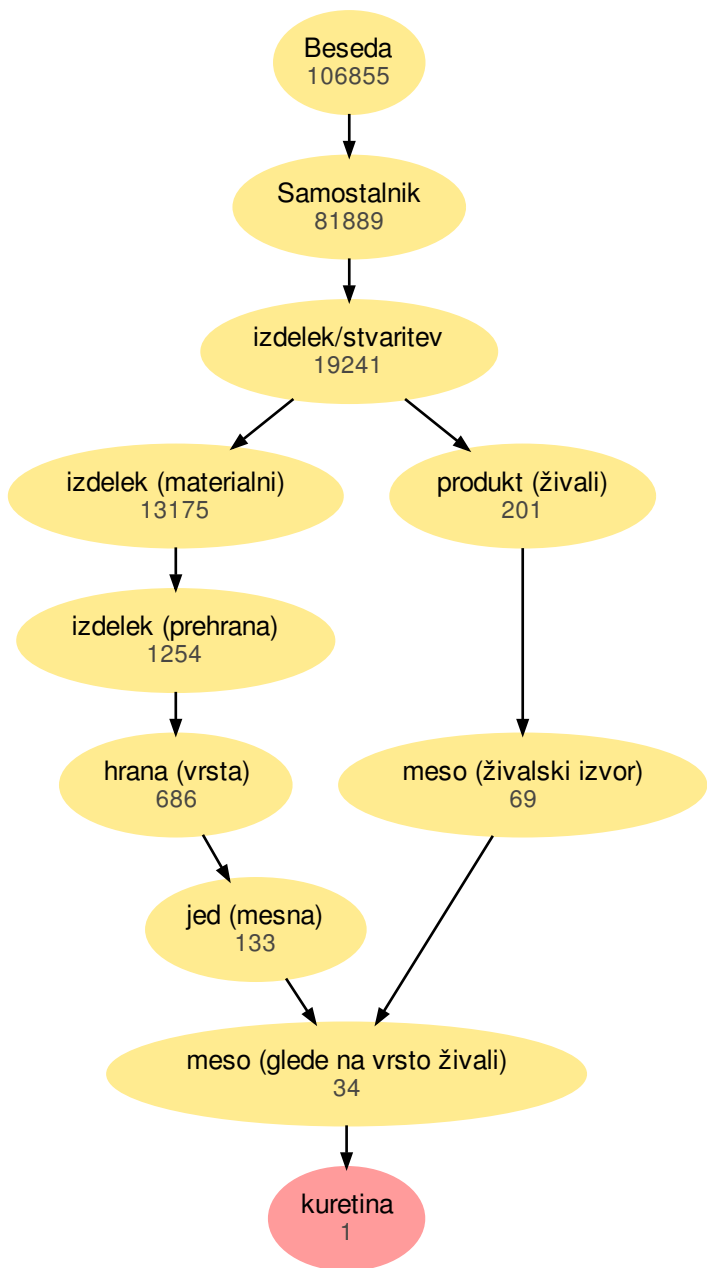 Beseda
106855
Samostalnik
81889
izdelek/stvaritev
19241
izdelek (materialni)
13175
produkt (živali)
201
izdelek (prehrana)
1254
hrana (vrsta)
686
meso (živalski izvor)
69
jed (mesna)
133
meso (glede na vrsto živali)
34
kuretina
1